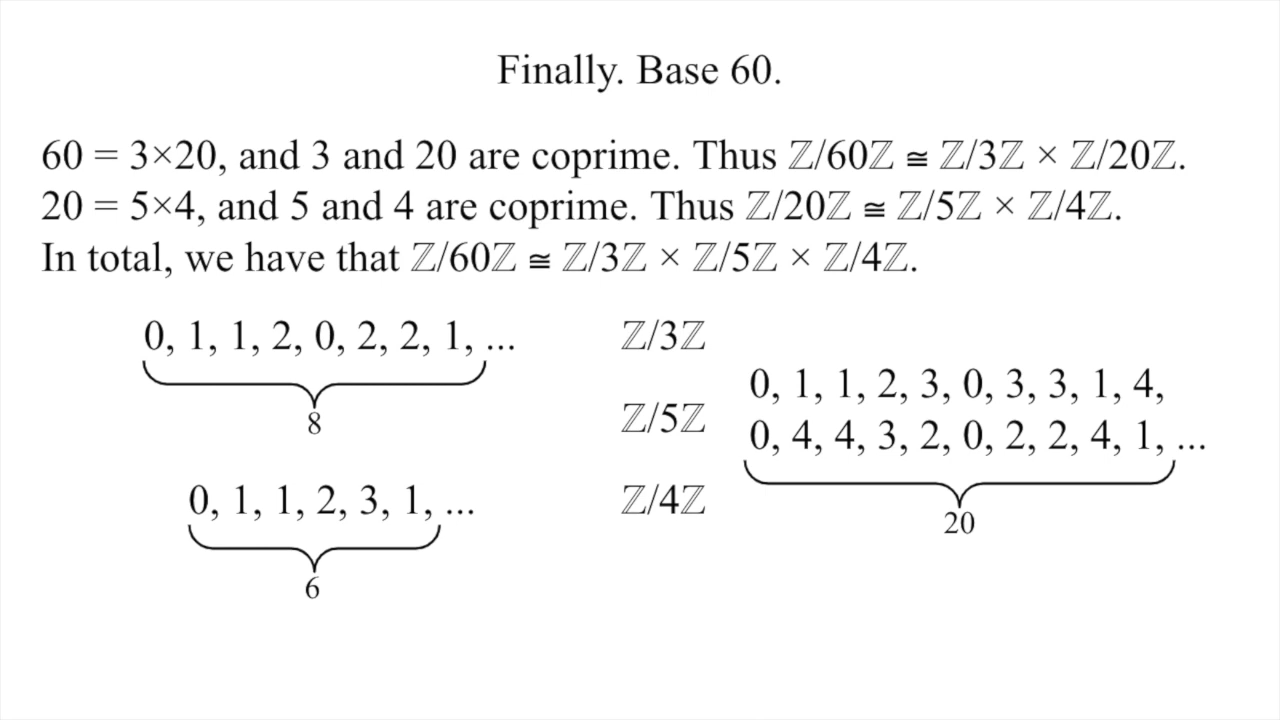 Finally. Base 60.
60 = 3×20, and 3 and 20 are coprime. Thus ℤ/60ℤ ≅ ℤ/3ℤ × ℤ/20ℤ.
20 = 5×4, and 5 and 4 are coprime. Thus ℤ/20ℤ ≅ ℤ/5ℤ × ℤ/4ℤ.
In total, we have that ℤ/60ℤ ≅ ℤ/3ℤ × ℤ/5ℤ × ℤ/4ℤ.
0, 1, 1, 2, 0, 2, 2, 1, ...
8
ℤ/3ℤ
ℤ/5ℤ
0, 1, 1, 2, 3, 0, 3, 3, 1, 4,
0, 4, 4, 3, 2, 0, 2, 2, 4, 1, ...
20
0, 1, 1, 2, 3, 1, ...
6
ℤ/4ℤ